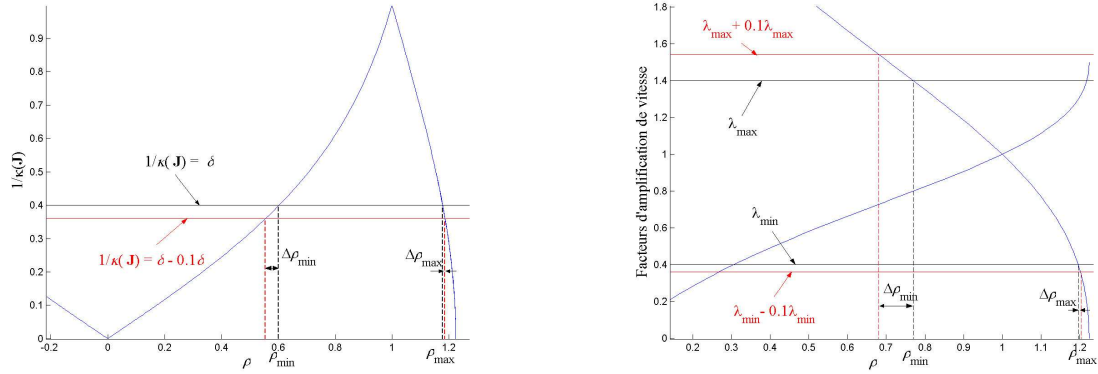 0.9
0.8
0.7
0.6
0.5
0.4
0.3
0.2
0.1
0
1/κ(J)
1/κ( J) = δ
1/κ( J) = δ - 0.1δ
Δρmin
Δρmax
-0.2 0 0.2 0.4 0.6 0.8 1 1.2
ρ ρmin ρmax
1.8
1.6
1.4
1.2
1
0.8
0.6
0.4
0.2
0
Facteurs d'amplification de vitesse
λmax + 0.1λmax
λmax
λmin
λmin - 0.1λmin
Δρmin
Δρmax
0.2 0.3 0.4 0.5 0.6 0.7 0.8 0.9 1 1.1 1.2
ρ ρmin ρmax